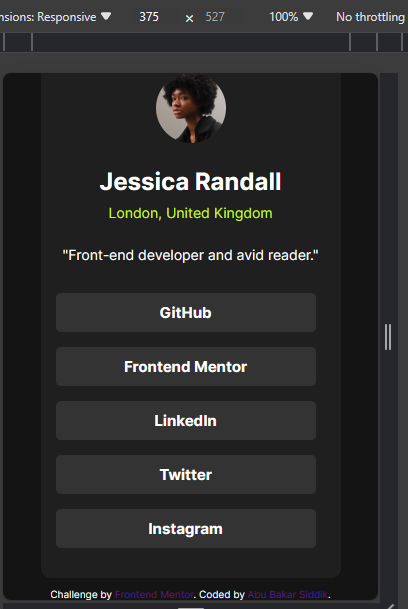 nsions: Responsive ▼ 375 × 527 100% ▼ No throttling
Jessica Randall
London, United Kingdom
"Front-end developer and avid reader."
GitHub
Frontend Mentor
LinkedIn
Twitter
Instagram
Challenge by Frontend Mentor. Coded by Abu Bakar Siddik.